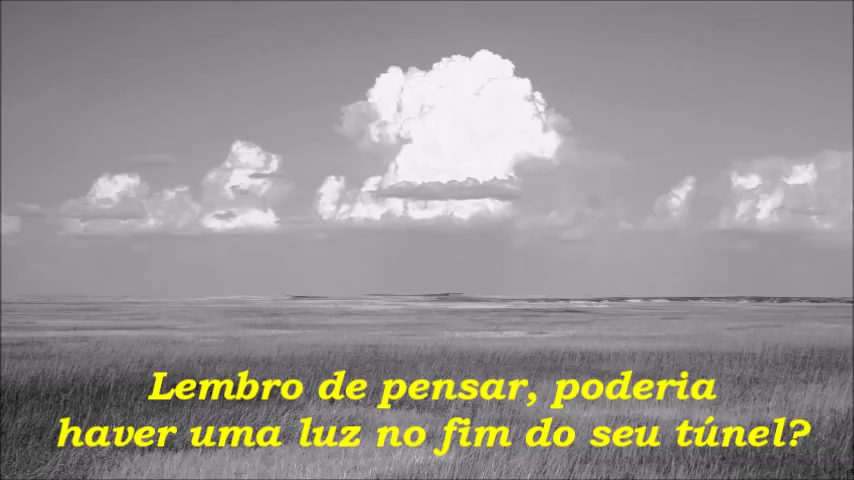 Lembro de pensar, poderia
haver uma luz no fim do seu túnel?